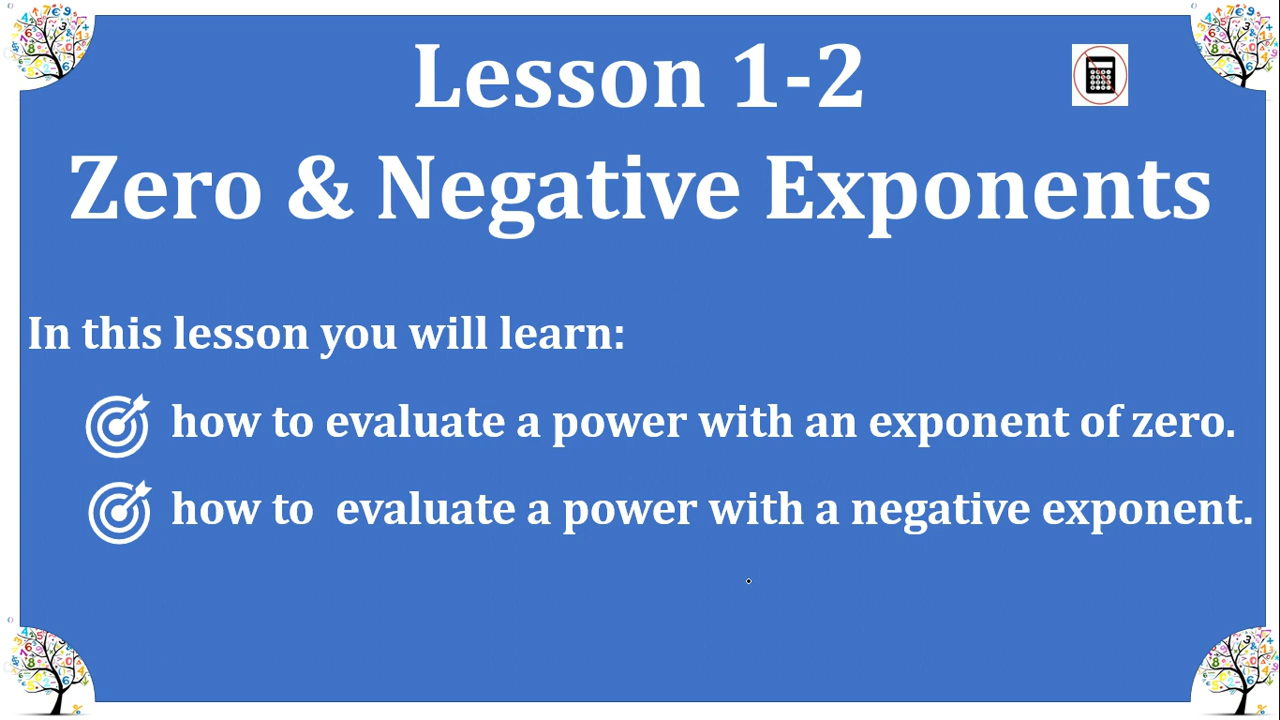 Lesson 1-2
Zero & Negative Exponents
In this lesson you will learn:
how to evaluate a power with an exponent of zero.
how to  evaluate a power with a negative exponent.